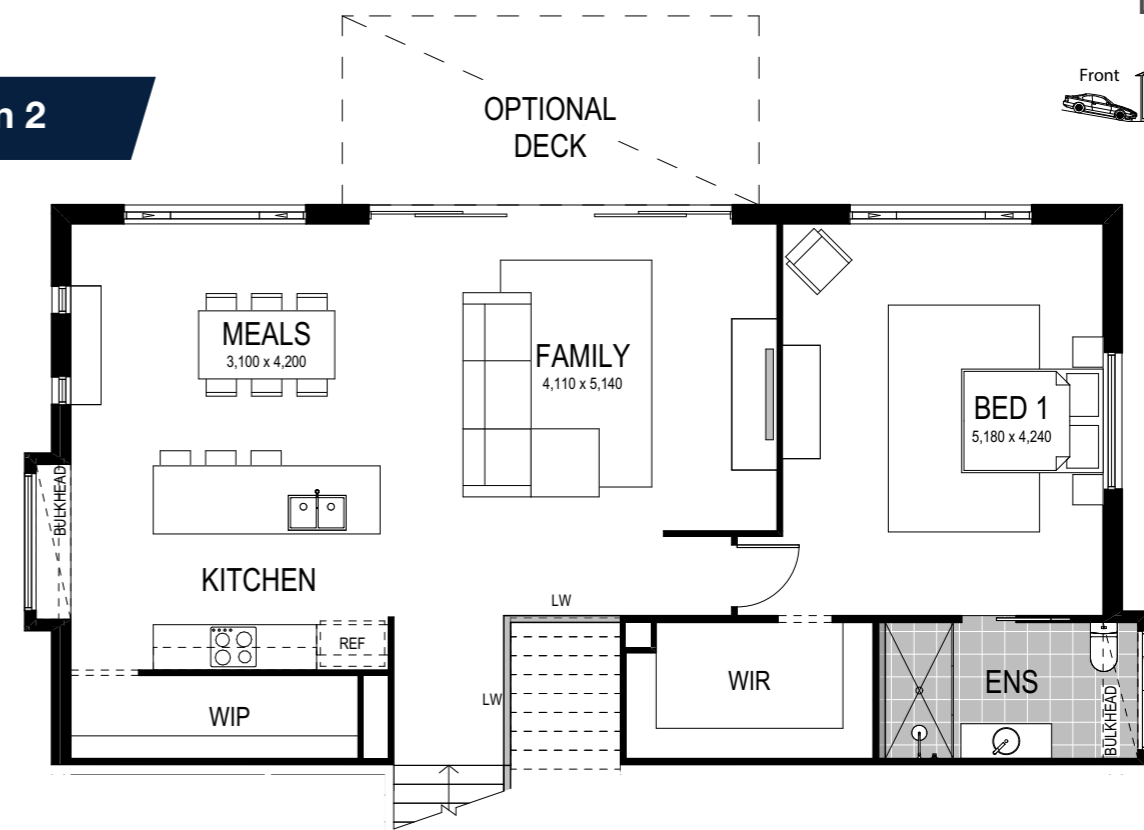 n 2
Front
OPTIONAL
DECK
MEALS
3,100 x 4,200
FAMILY
4,110 x 5,140
BED 1
5,180 x 4,240
BULKHEAD
KITCHEN
LW
REF
WIR
ENS
LW
WIP
BULKHEAD